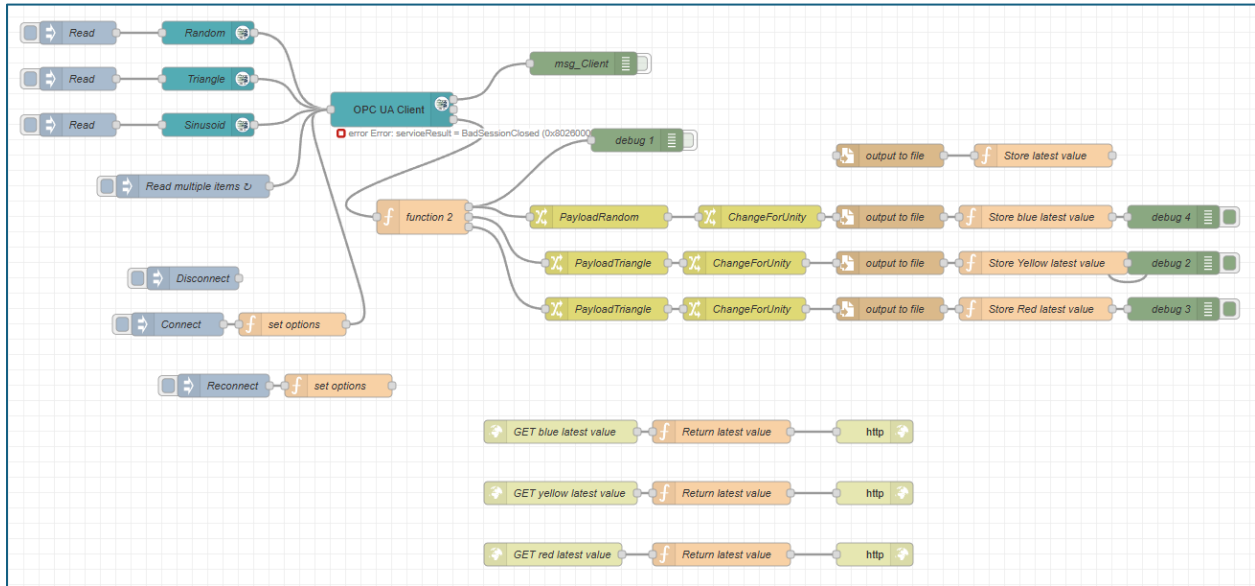 Read
Random
msg_Client
Read
Triangle
OPC UA Client
Read
Sinusoid
error Error: serviceResult = BadSessionClosed (0x8026000
debug 1
output to file
Store latest value
Read multiple items ↻
function 2
PayloadRandom
ChangeForUnity
output to file
Store blue latest value
debug 4
PayloadTriangle
ChangeForUnity
output to file
Store Yellow latest value
debug 2
Disconnect
PayloadTriangle
ChangeForUnity
output to file
Store Red latest value
debug 3
Connect
set options
Reconnect
set options
GET blue latest value
Return latest value
http
GET yellow latest value
Return latest value
http
GET red latest value
Return latest value
http